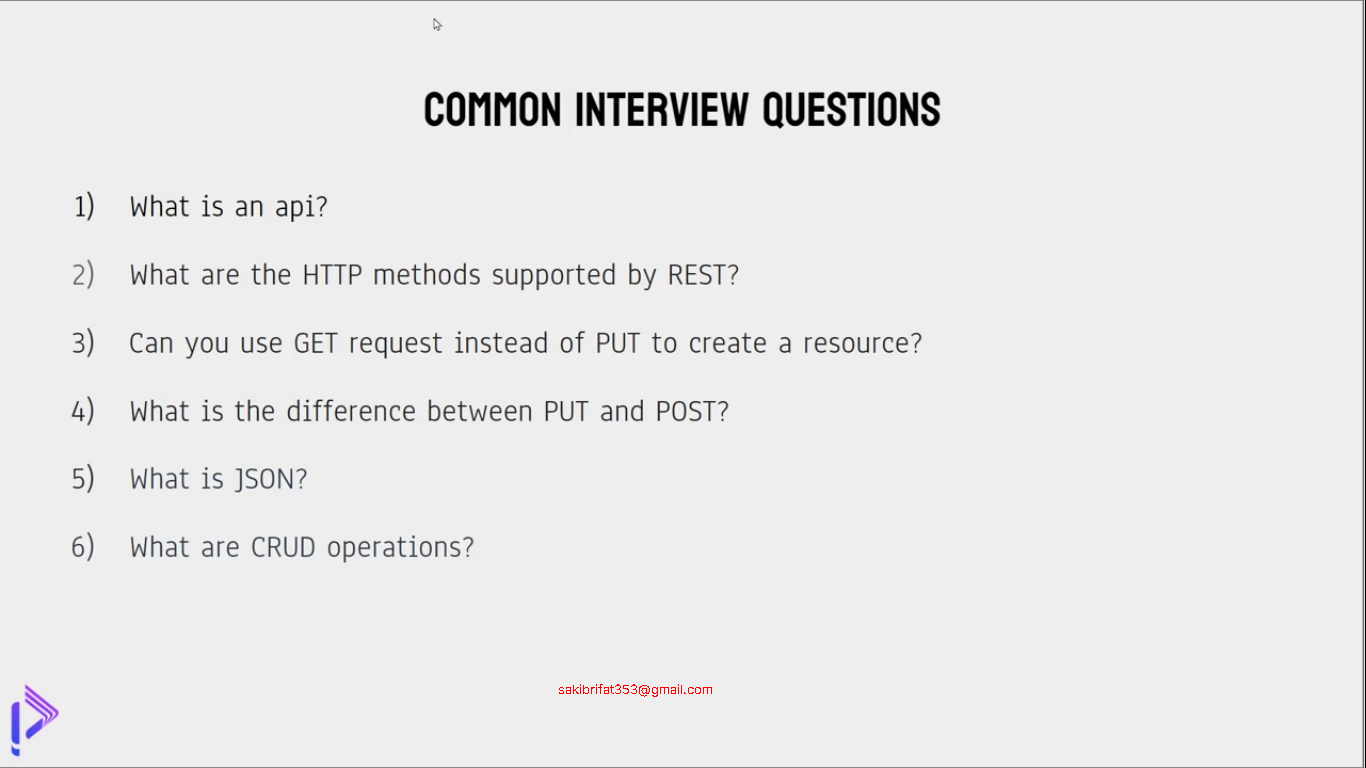 COMMON INTERVIEW QUESTIONS
1) What is an api?
2) What are the HTTP methods supported by REST?
3) Can you use GET request instead of PUT to create a resource?
4) What is the difference between PUT and POST?
5) What is JSON?
6) What are CRUD operations?
sakibrifat353@gmail.com